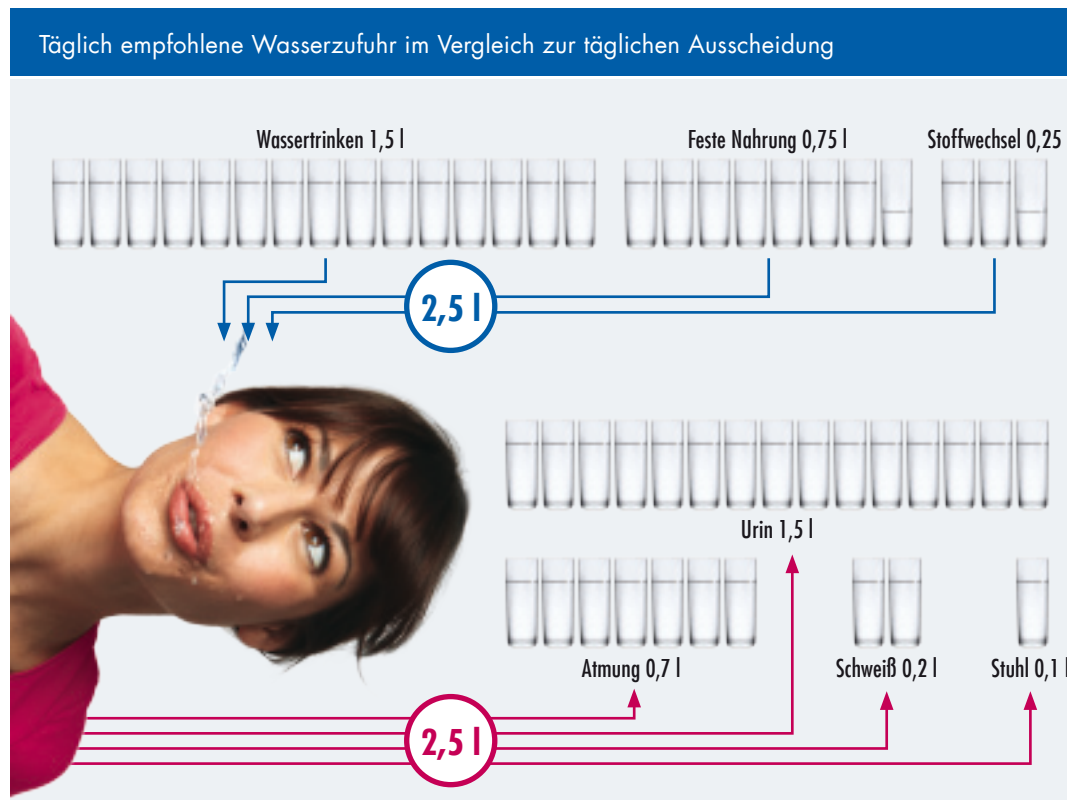 Täglich empfohlene Wasserzufuhr im Vergleich zur täglichen Ausscheidung
Wassertrinken 1,5 l
Feste Nahrung 0,75 l
Stoffwechsel 0,25
2,5 l
Urin 1,5 l
Atmung 0,7 l
Schweiß 0,2 l
Stuhl 0,1 l
2,5 l